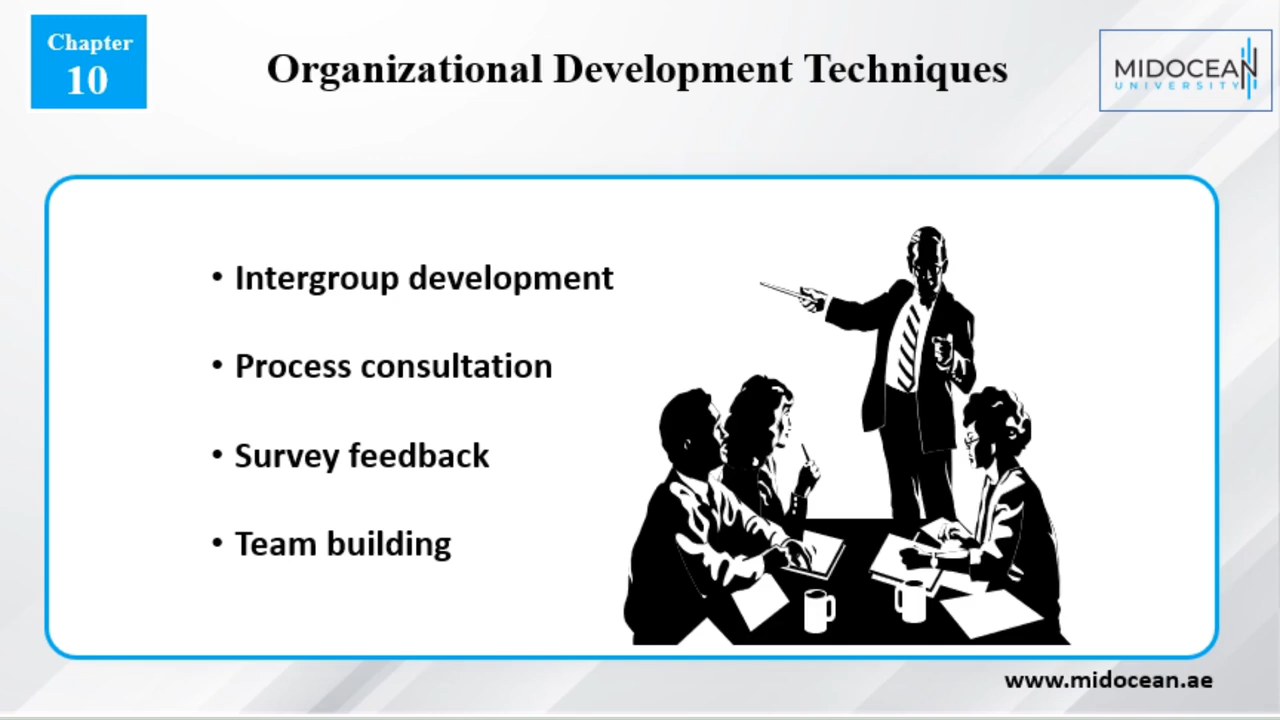 Chapter
10
Organizational Development Techniques
MIDOCEAN
UNIVERSITY
• Intergroup development
• Process consultation
• Survey feedback
• Team building
www.midocean.ae